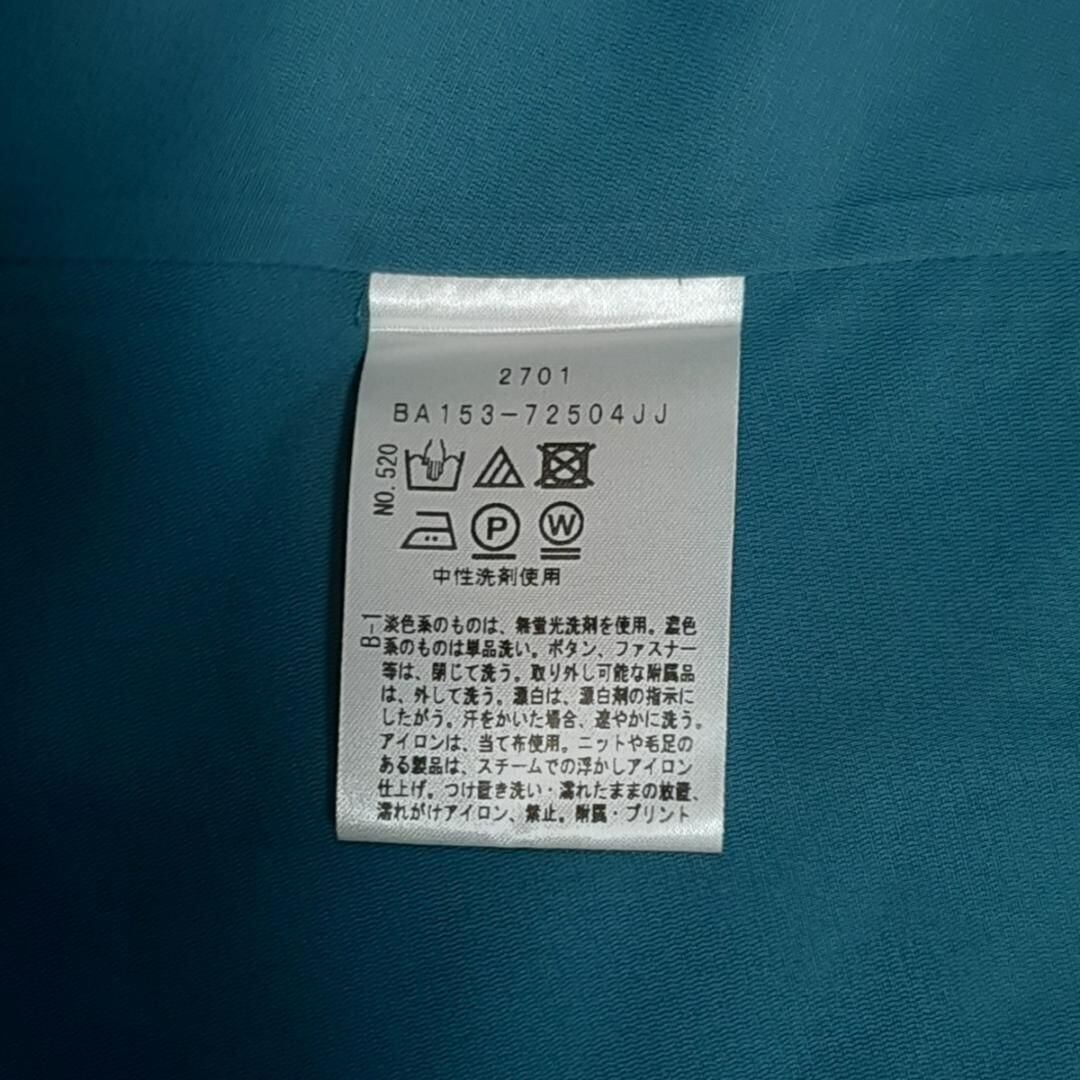 2701
BA153-72504JJ
NO.520
P W
中性洗剤使用
B-1
淡色系のものは、無蛍光洗剤を使用。濃色
系のものは単品洗い。ボタン、ファスナー
等は、閉じて洗う。取り外し可能な附属品
は、外して洗う。漂白は、漂白剤の指示に
したがう。汗をかいた場合、速やかに洗う。
アイロンは、当て布使用。ニットや毛足の
ある製品は、スチームでの浮かしアイロン
仕上げ。つけ置き洗い・濡れたままの放置、
濡れがけアイロン、禁止。附属・プリント